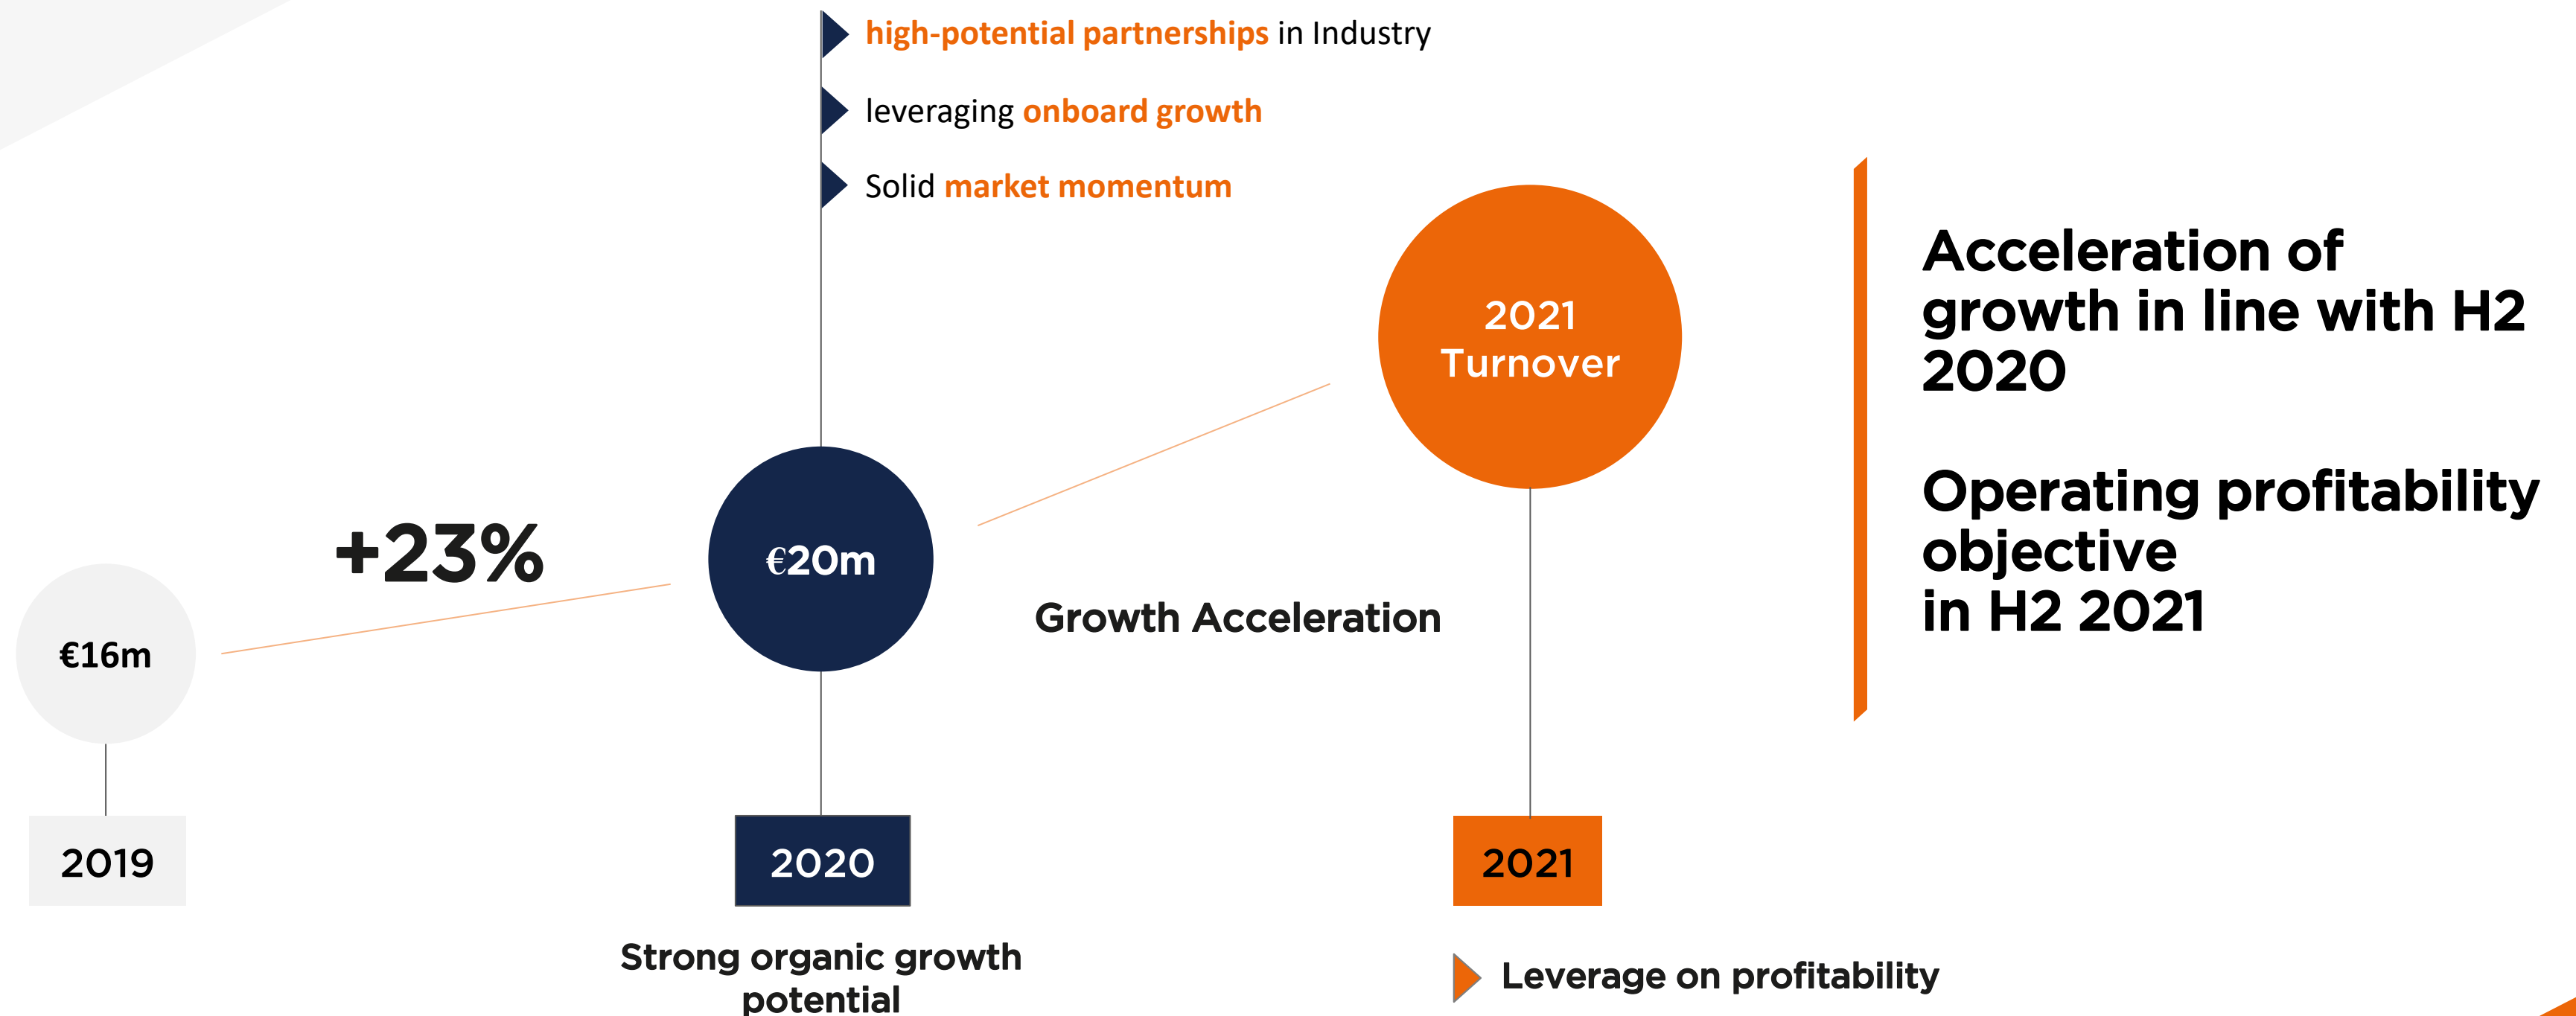 high-potential partnerships in Industry
leveraging onboard growth
Solid market momentum
2021
Turnover
Acceleration of
growth in line with H2
2020
Operating profitability
objective
in H2 2021
+23%
€16m
€20m
Growth Acceleration
2019
2020
2021
Strong organic growth
potential
Leverage on profitability